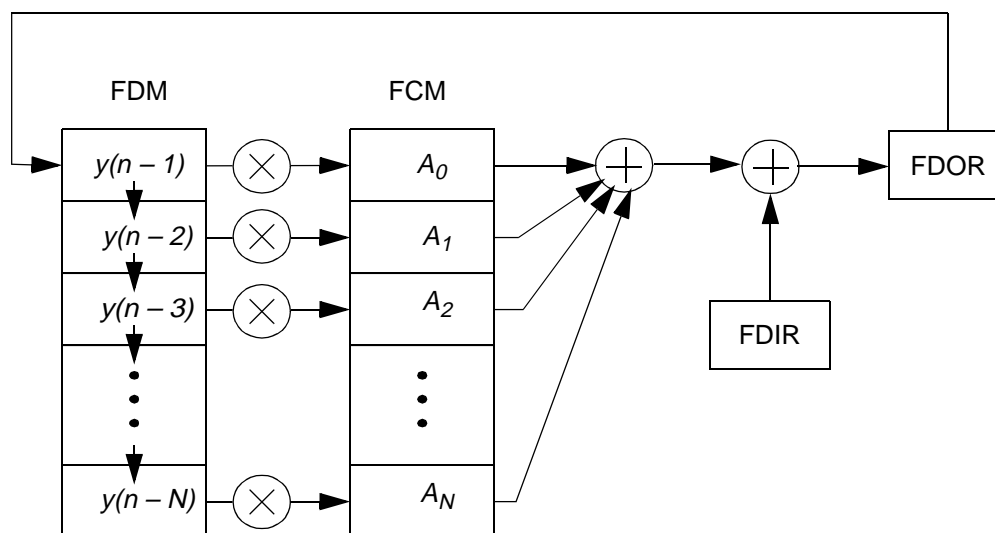 FDM
FCM
y(n – 1)
A0
FDOR
y(n – 2)
A1
y(n – 3)
A2
FDIR
y(n – N)
AN